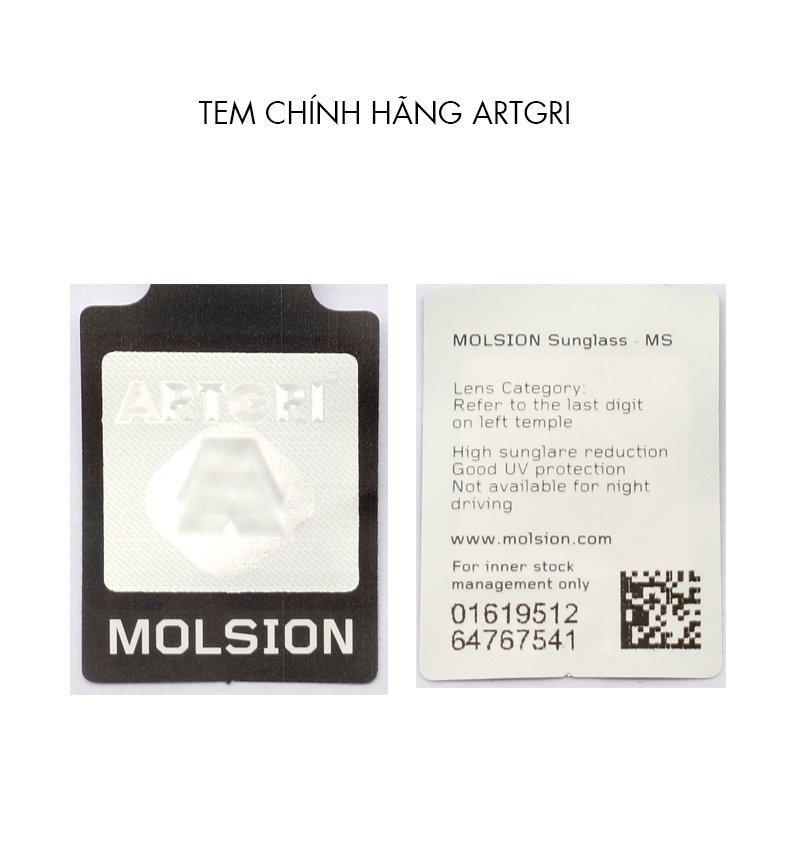 TEM CHÍNH HÃNG ARTGRI
ARTGRI
MOLSION
MOLSION Sunglass - MS
Lens Category:
Refer to the last digit
on left temple
High sunglare reduction
Good UV protection
Not available for night
driving
www.molsion.com
For inner stock
management only
01619512
64767541